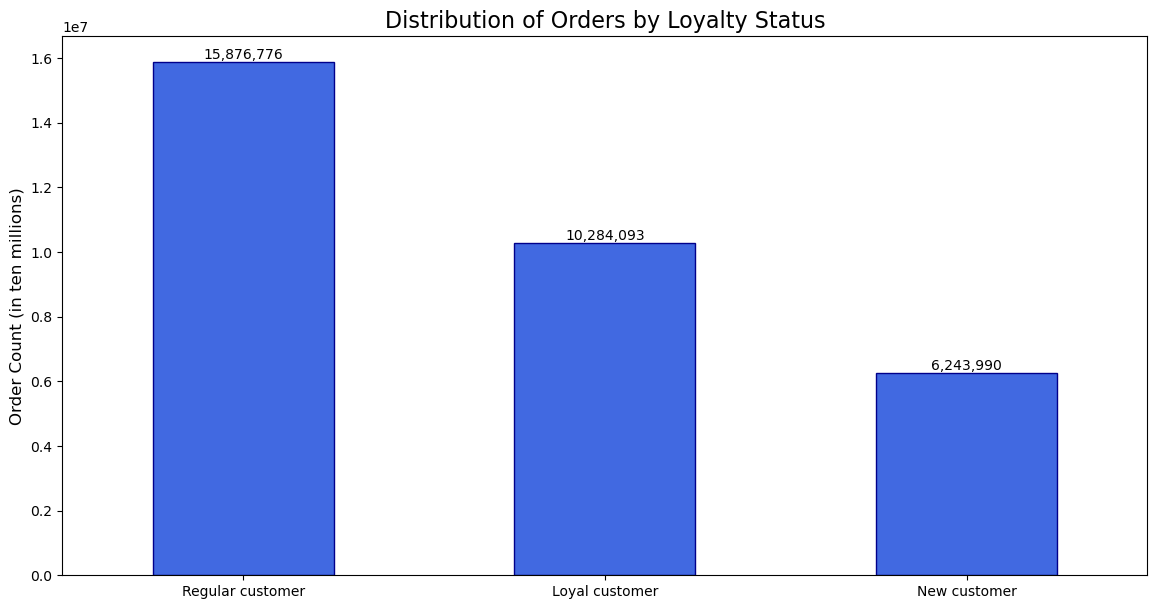 Distribution of Orders by Loyalty Status
1e7
Order Count (in ten millions)
1.6
1.4
1.2
1.0
0.8
0.6
0.4
0.2
0.0
15,876,776
10,284,093
6,243,990
Regular customer
Loyal customer
New customer